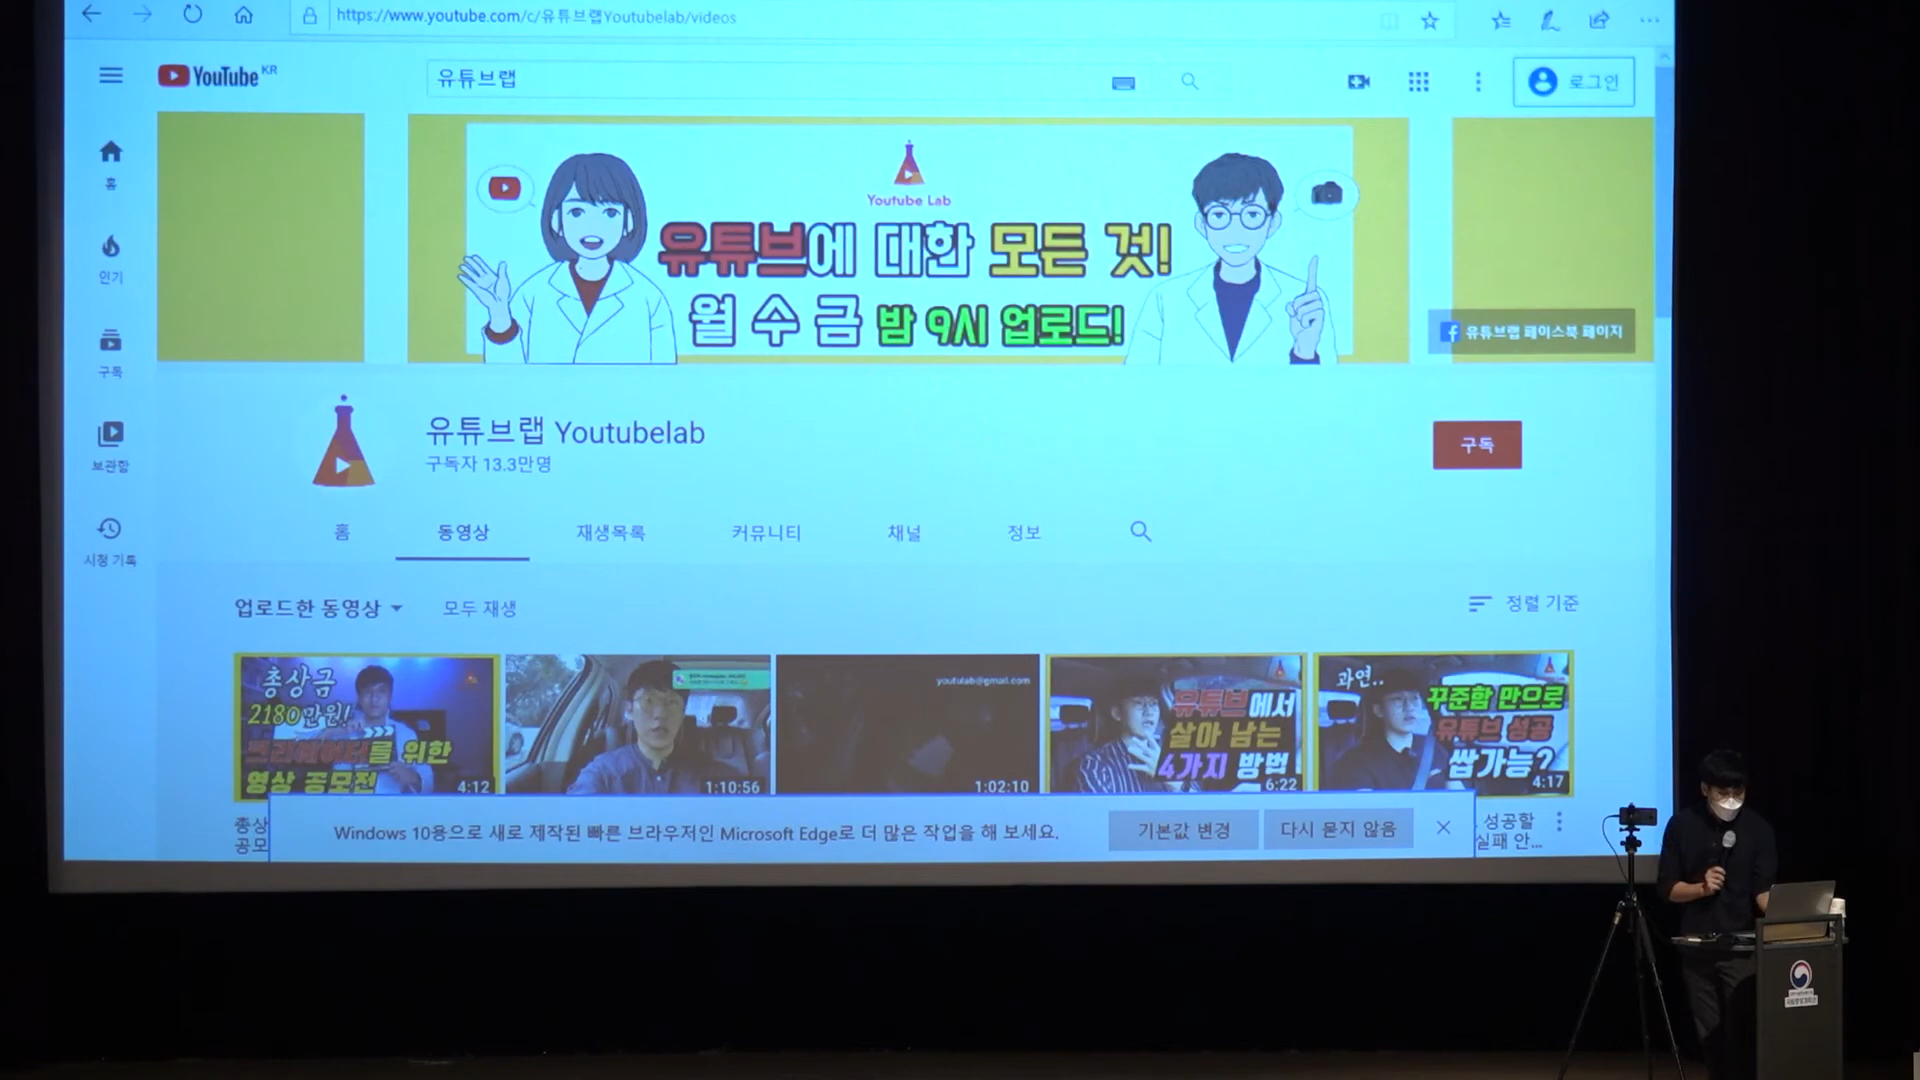 https://www.youtube.com/c/유튜브랩Youtubelab/videos
YouTube KR
유튜브랩
로그인
홈
인기
구독
보관함
시청 기록
Youtube Lab
유튜브에 대한 모든 것!
월 수 금 밤 9시 업로드!
유튜브랩 페이스북 페이지
유튜브랩 Youtubelab
구독자 13.3만명
구독
홈
동영상
재생목록
커뮤니티
채널
정보
업로드한 동영상
모두 재생
정렬 기준
총상금
2180만원!
크리에이터를 위한
영상 공모전
4:12
1:10:56
youtulab@gmail.com
1:02:10
유튜브에서
살아 남는
4가지 방법
6:22
과연..
꾸준함 만으로
유튜브 성공
쌉가능?
4:17
총상
공모
Windows 10용으로 새로 제작된 빠른 브라우저인 Microsoft Edge로 더 많은 작업을 해 보세요.
기본값 변경
다시 묻지 않음
성공할
실패 안...